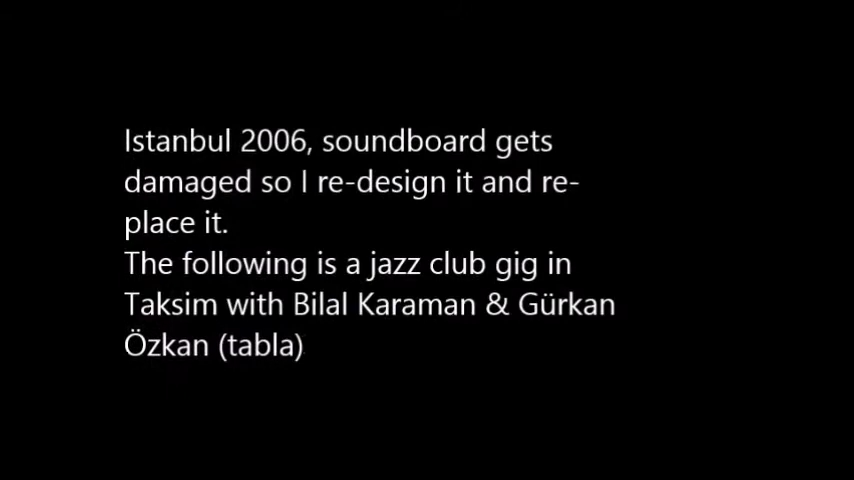 Istanbul 2006, soundboard gets
damaged so I re-design it and re-
place it.
The following is a jazz club gig in
Taksim with Bilal Karaman & Gürkan
Özkan (tabla)